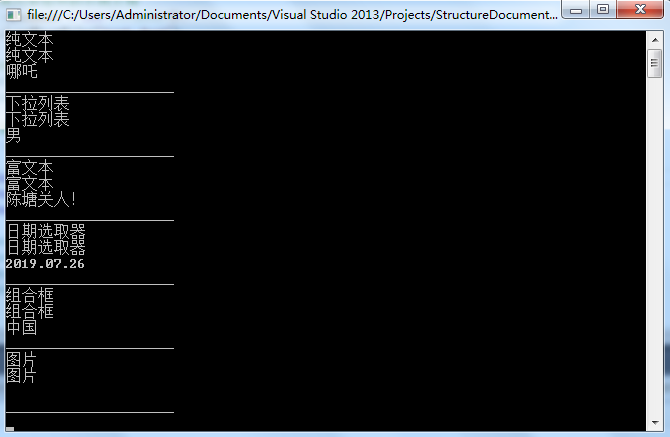 file:///C:/Users/Administrator/Documents/Visual Studio 2013/Projects/StructureDocument...
纯文本
纯文本
哪吒
下拉列表
下拉列表
男
富文本
富文本
陈塘关人!
日期选取器
日期选取器
2019.07.26
组合框
组合框
中国
图片
图片